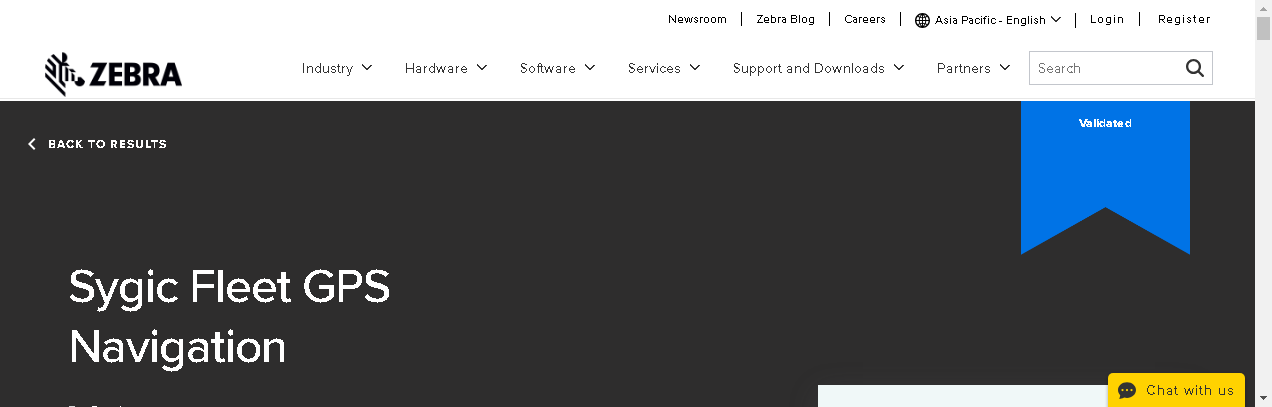 Newsroom
Zebra Blog
Careers
Asia Pacific - English
Login
Register
ZEBRA
Industry
Hardware
Software
Services
Support and Downloads
Partners
Search
Validated
BACK TO RESULTS
Sygic Fleet GPS
Navigation
Chat with us